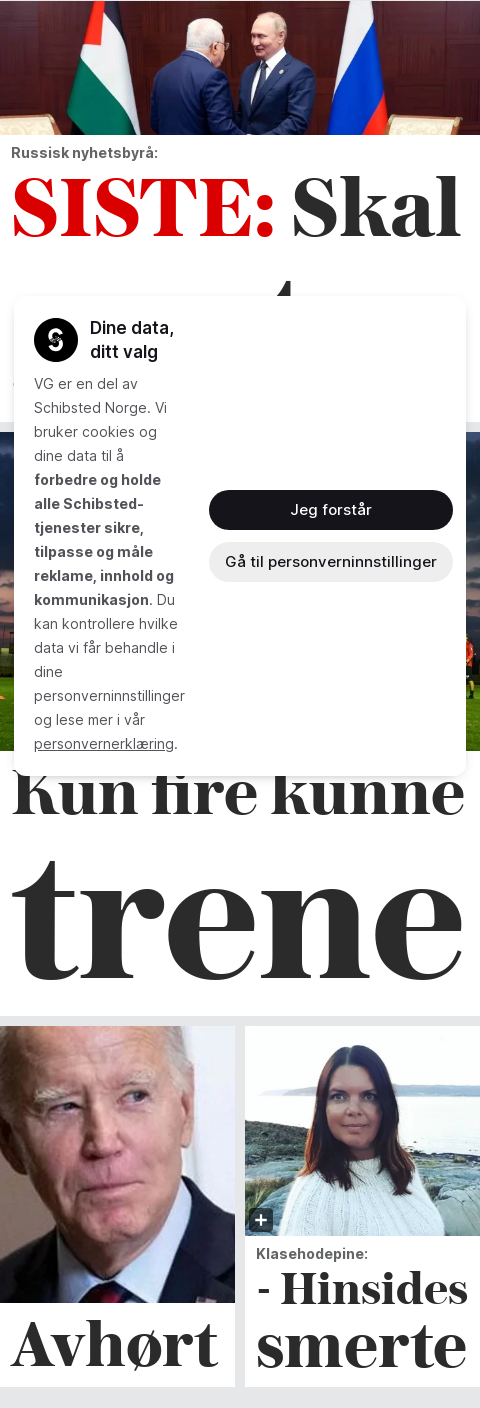 Russisk nyhetsbyrå:
SISTE: Skal
Dine data,
ditt valg
VG er en del av
Schibsted Norge. Vi
bruker cookies og
dine data til å
forbedre og holde
alle Schibsted-
tjenester sikre,
tilpasse og måle
reklame, innhold og
kommunikasjon. Du
kan kontrollere hvilke
data vi får behandle i
dine
personverninnstillinger
og lese mer i vår
personvernerklæring.
Jeg forstår
Gå til personverninnstillinger
Kun fire kunne
trene
Avhørt
Klasehodepine:
- Hinsides
smerte